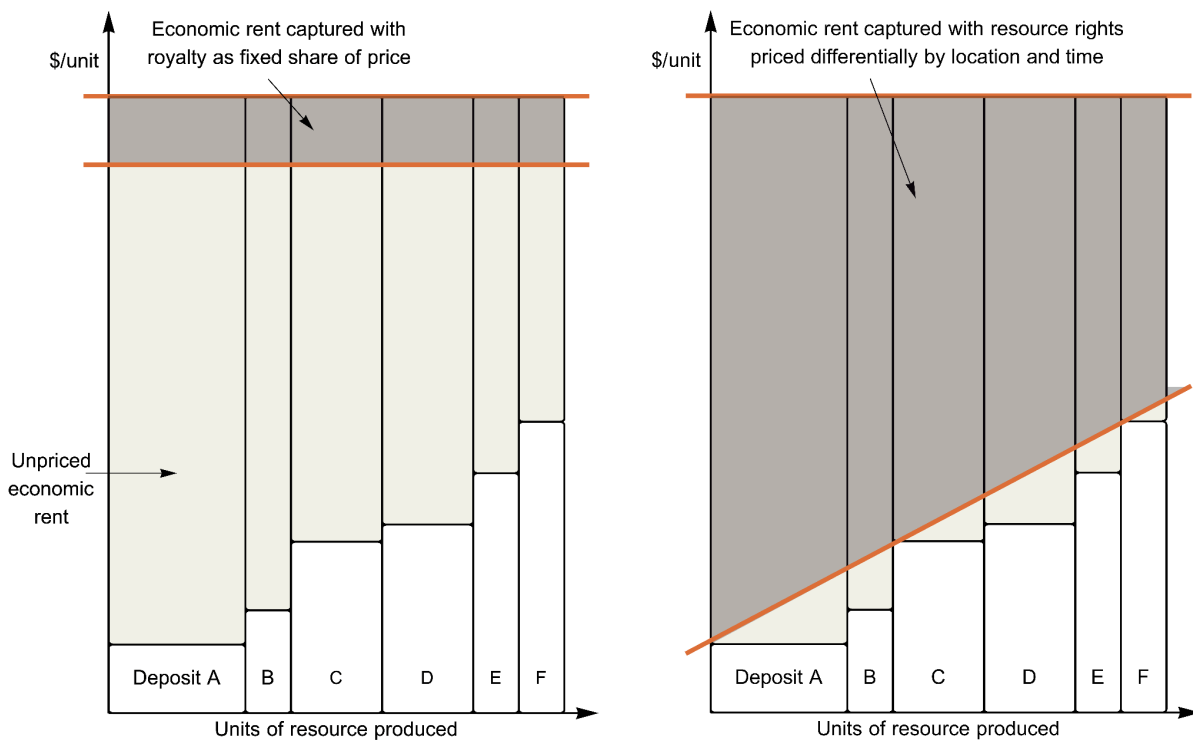 Economic rent captured with
royalty as fixed share of price
$/unit
Unpriced
economic
rent
Deposit A
B
C
D
E
F
Units of resource produced
Economic rent captured with resource rights
priced differentially by location and time
$/unit
Deposit A
B
C
D
E
F
Units of resource produced